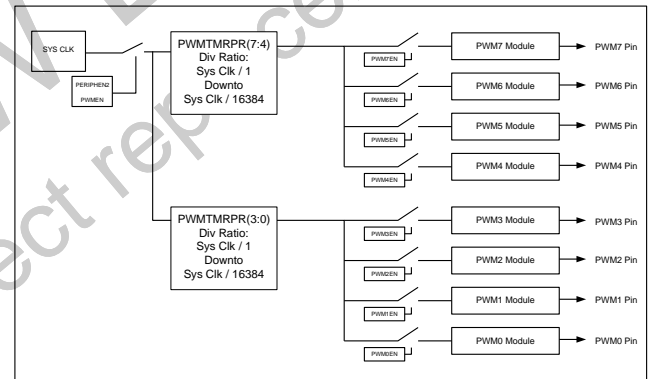 SYS CLK
PERIPHEN2
PWMEN
PWMTMRPR(7:4)
Div Ratio:
Sys Clk / 1
Downto
Sys Clk / 16384
PWM7EN
PWM7 Module
PWM7 Pin
PWM6EN
PWM6 Module
PWM6 Pin
PWM5EN
PWM5 Module
PWM5 Pin
PWM4EN
PWM4 Module
PWM4 Pin
PWMTMRPR(3:0)
Div Ratio:
Sys Clk / 1
Downto
Sys Clk / 16384
PWM3EN
PWM3 Module
PWM3 Pin
PWM2EN
PWM2 Module
PWM2 Pin
PWM1EN
PWM1 Module
PWM1 Pin
PWM0EN
PWM0 Module
PWM0 Pin